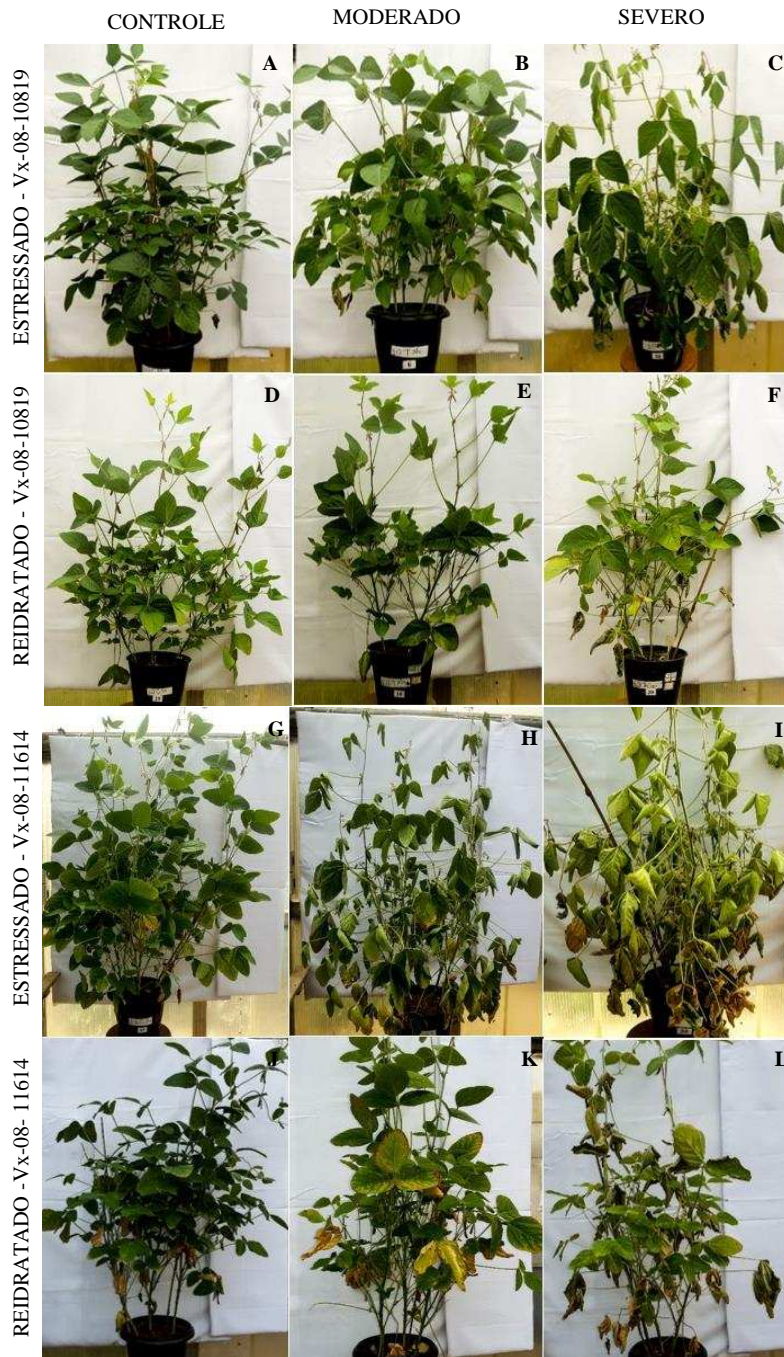 CONTROLE MODERADO SEVERO
ESTRESSADO - Vx-08-10819
A B C
REIDRATADO - Vx-08-10819
D E F
ESTRESSADO - Vx-08-11614
G H I
REIDRATADO - Vx-08- 11614
J K L